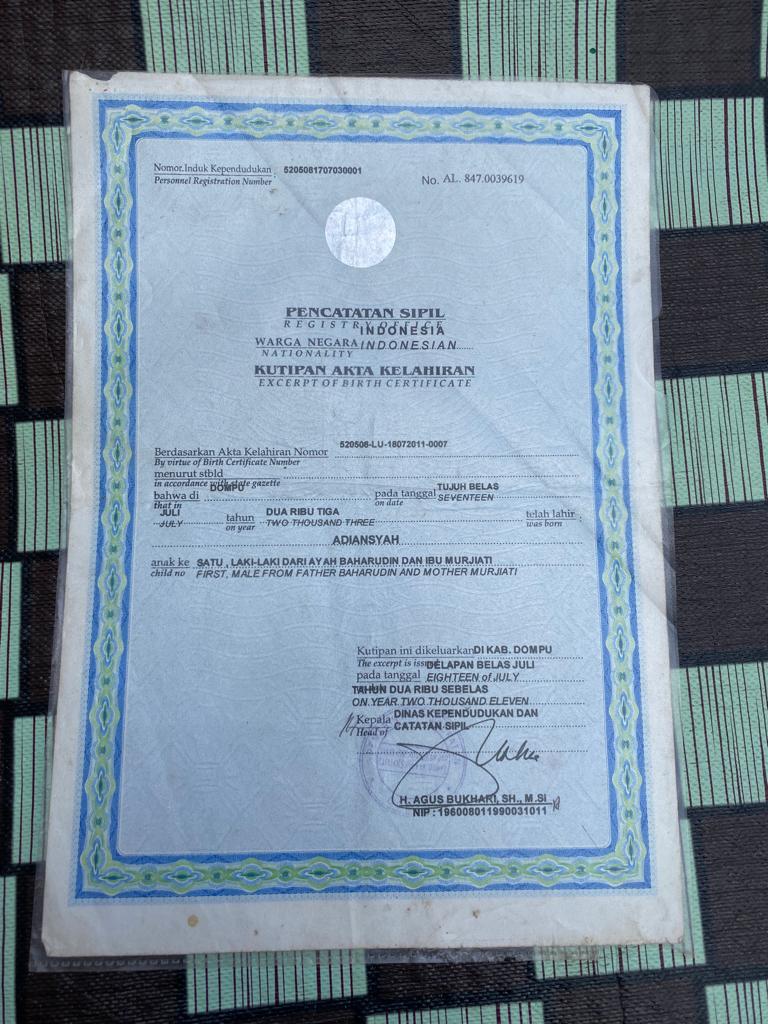 Nomor.Induk Kependudukan : 5205081707030001
Personnel Registration Number
No. AL. 847.0039619
PENCATATAN SIPIL
REGISTRY OFFICE
INDONESIA
WARGA NEGARA INDONESIAN
NATIONALITY
KUTIPAN AKTA KELAHIRAN
EXCERPT OF BIRTH CERTIFICATE
Berdasarkan Akta Kelahiran Nomor 520508-LU-18072011-0007
By virtue of Birth Certificate Number
menurut stbld
in accordance with state gazette
bahwa di DOMPU pada tanggal TUJUH BELAS
that in on date SEVENTEEN
JULI tahun DUA RIBU TIGA telah lahir :
JULY on year TWO THOUSAND THREE was born
ADIANSYAH
anak ke SATU , LAKI-LAKI DARI AYAH BAHARUDIN DAN IBU MURJIATI
child no FIRST, MALE FROM FATHER BAHARUDIN AND MOTHER MURJIATI
Kutipan ini dikeluarkan DI KAB. DOMPU
The excerpt is issued DELAPAN BELAS JULI
pada tanggal EIGHTEEN of JULY
TAHUN DUA RIBU SEBELAS
ON YEAR TWO THOUSAND ELEVEN
Kepala DINAS KEPENDUDUKAN DAN
Head of CATATAN SIPIL
H. AGUS BUKHARI, SH., M.SI
NIP : 196008011990031011